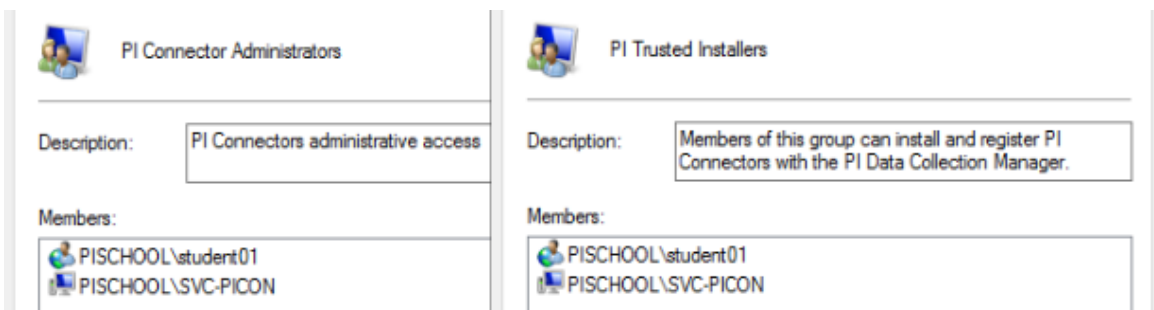 PI Connector Administrators
Description: PI Connectors administrative access
Members:
PISCHOOL\student01
PISCHOOL\SVC-PICON
PI Trusted Installers
Description: Members of this group can install and register PI
Connectors with the PI Data Collection Manager.
Members:
PISCHOOL\student01
PISCHOOL\SVC-PICON